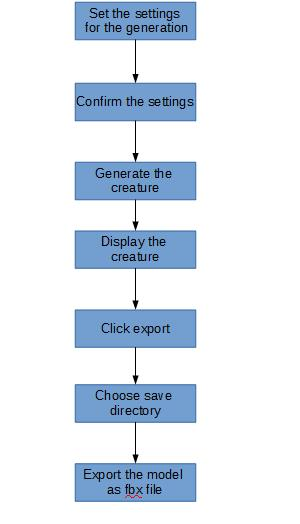 Set the settings
for the generation
Confirm the settings
Generate the
creature
Display the
creature
Click export
Choose save
directory
Export the model
as fbx file